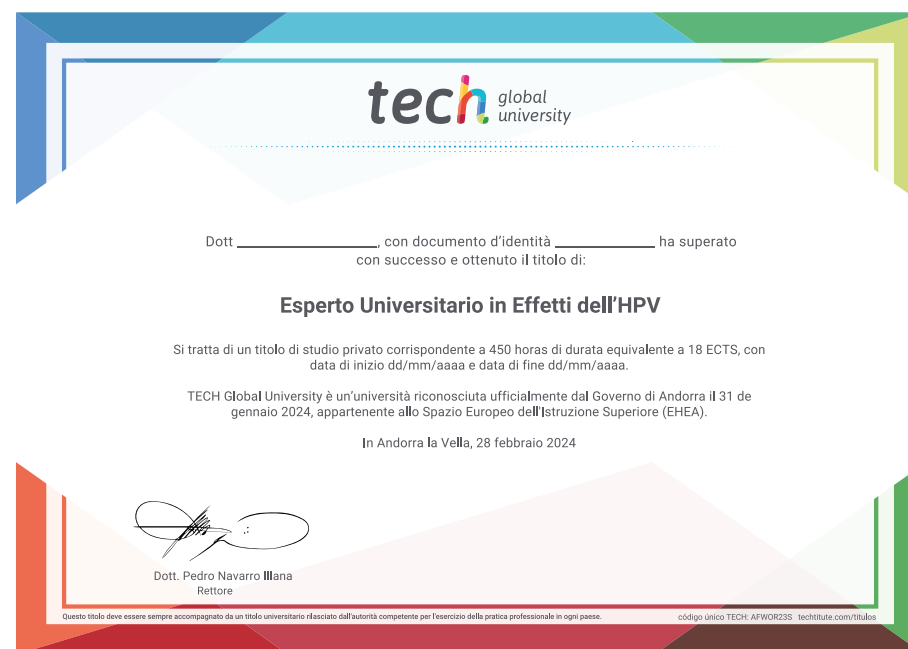 tech global university
Dott ____________, con documento d'identità ____________ ha superato
con successo e ottenuto il titolo di:
Esperto Universitario in Effetti dell'HPV
Si tratta di un titolo di studio privato corrispondente a 450 horas di durata equivalente a 18 ECTS, con
data di inizio dd/mm/aaaa e data di fine dd/mm/aaaa.
TECH Global University è un'università riconosciuta ufficialmente dal Governo di Andorra il 31 de
gennaio 2024, appartenente allo Spazio Europeo dell'Istruzione Superiore (EHEA).
In Andorra la Vella, 28 febbraio 2024
Dott. Pedro Navarro Illana
Rettore
Questo titolo deve essere sempre accompagnato da un titolo universitario rilasciato dall'autorità competente per l'esercizio della pratica professionale in ogni paese.
código único TECH: AFWOR23S techtitute.com/titulos